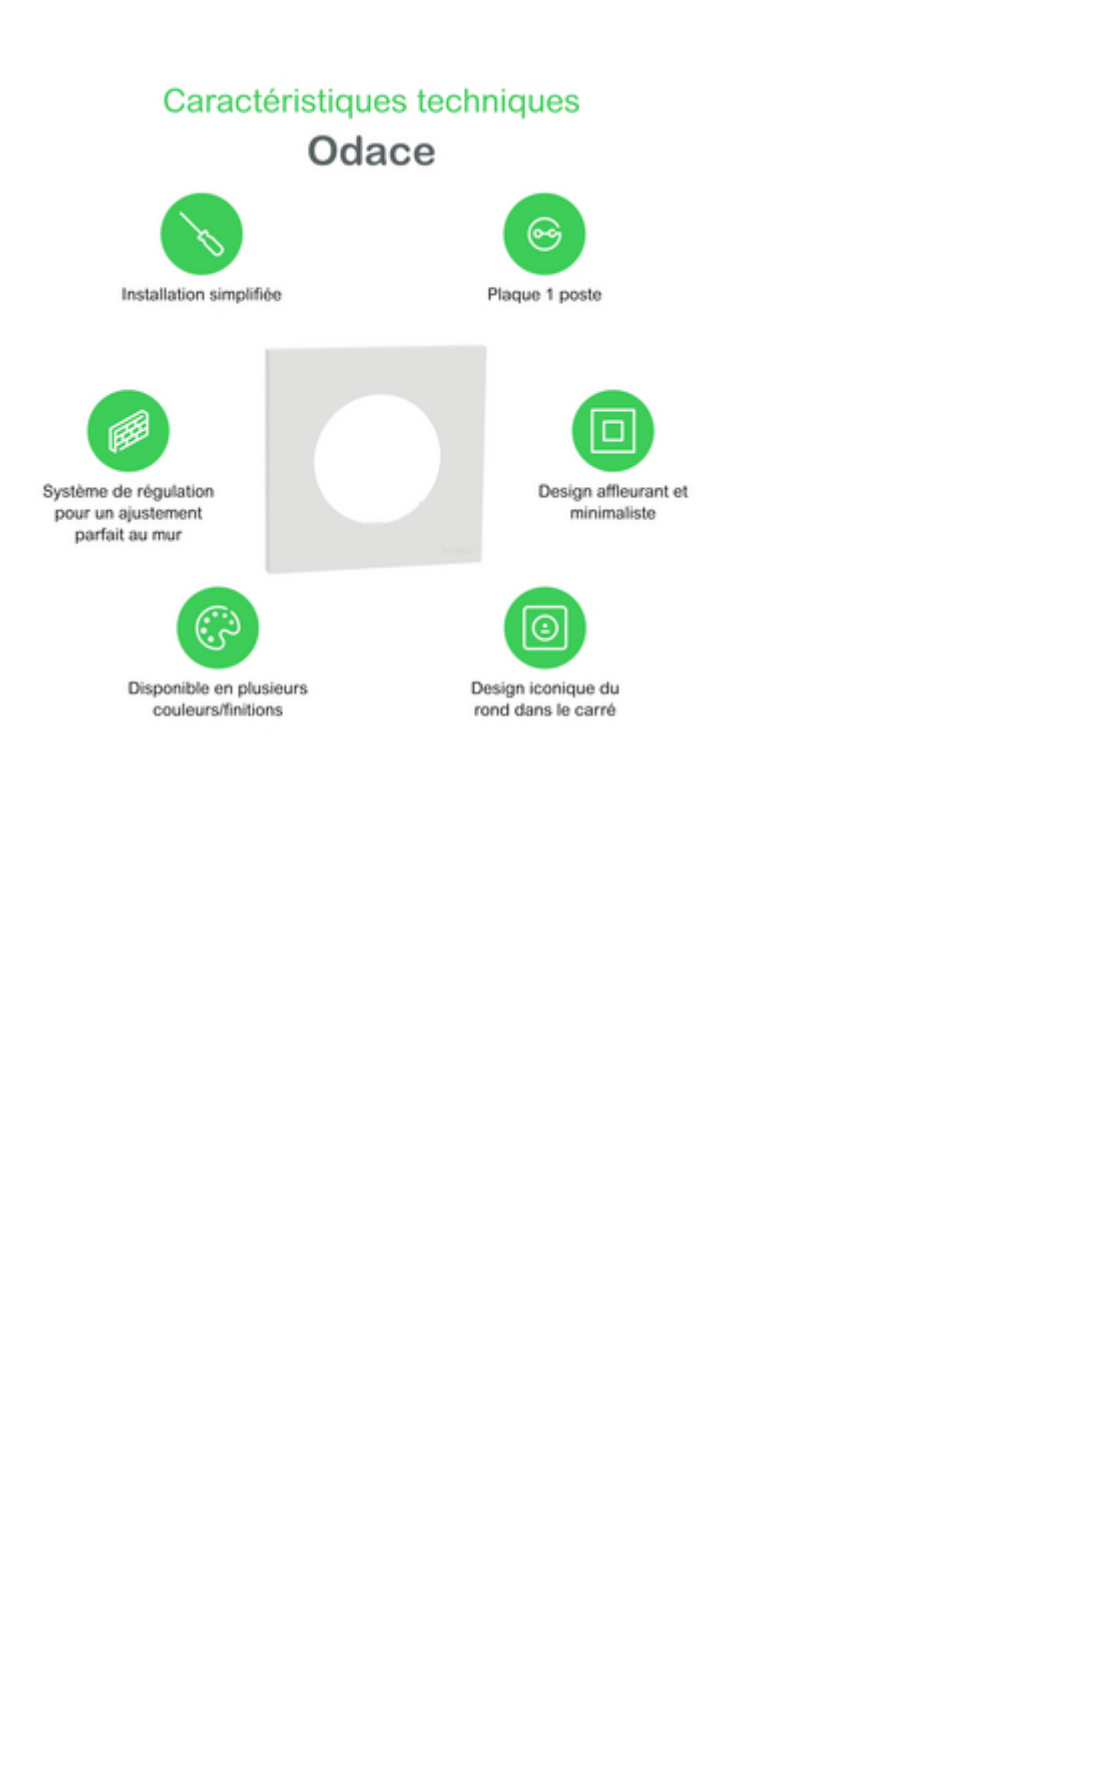 Caractéristiques techniques
Odace
Installation simplifiée
Plaque 1 poste
Système de régulation
pour un ajustement
parfait au mur
Design affleurant et
minimaliste
Disponible en plusieurs
couleurs/finitions
Design iconique du
rond dans le carré